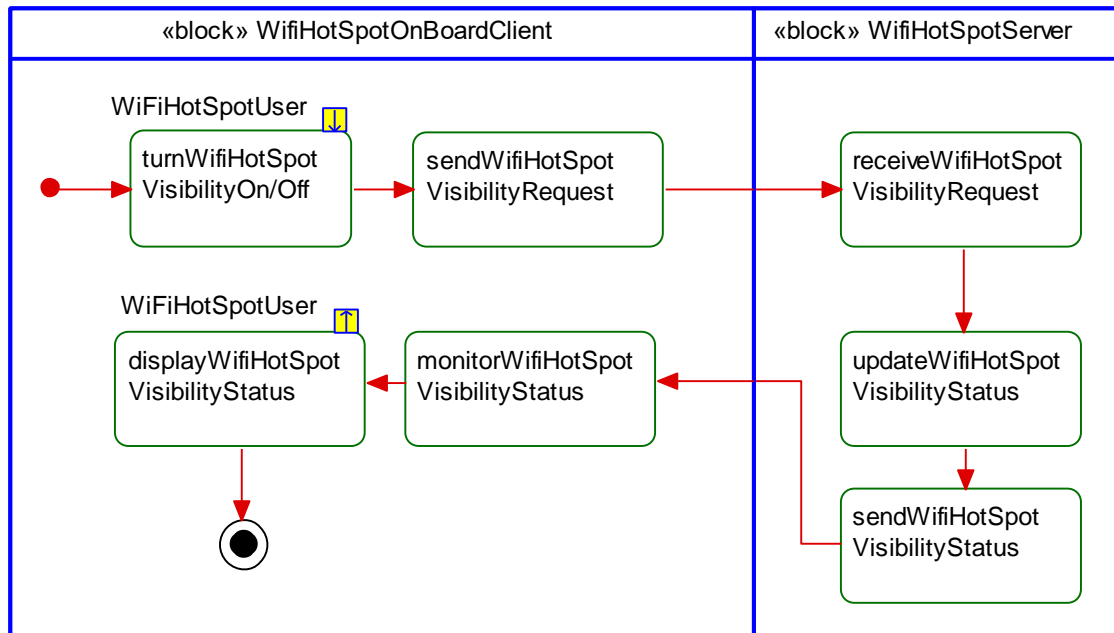 «block» WifiHotSpotOnBoardClient
«block» WifiHotSpotServer
WiFiHotSpotUser
turnWifiHotSpot
VisibilityOn/Off
sendWifiHotSpot
VisibilityRequest
receiveWifiHotSpot
VisibilityRequest
WiFiHotSpotUser
displayWifiHotSpot
VisibilityStatus
monitorWifiHotSpot
VisibilityStatus
updateWifiHotSpot
VisibilityStatus
sendWifiHotSpot
VisibilityStatus